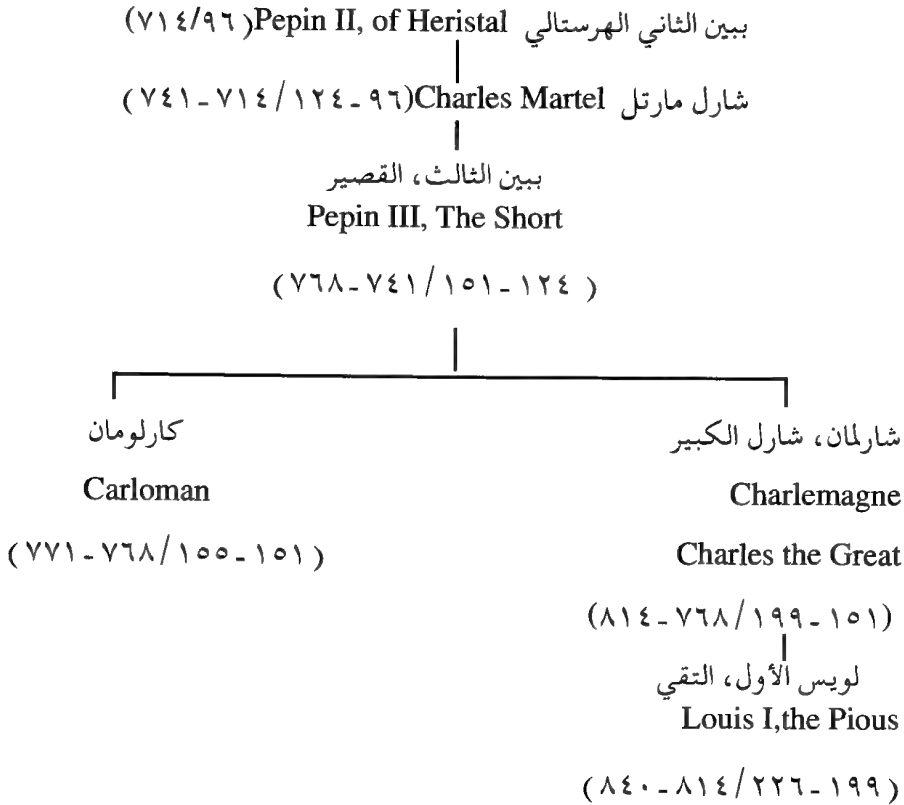 ببين الثاني الهرستالي Pepin II, of Heristal (٩٦/٧١٤)
شارل مارتل Charles Martel (٩٦-١٢٤/٧١٤-٧٤١)
ببين الثالث، القصير
Pepin III, The Short
(١٢٤-١٥١/٧٤١-٧٦٨)
شارلمان، شارل الكبير
Charlemagne
Charles the Great
(١٥١-١٩٩/٧٦٨-٨١٤)
لويس الأول، التقي
Louis I,the Pious
(١٩٩-٢٢٦/٨١٤-٨٤٠)
كارلومان
Carloman
(١٥١-١٥٥/٧٦٨-٧٧١)